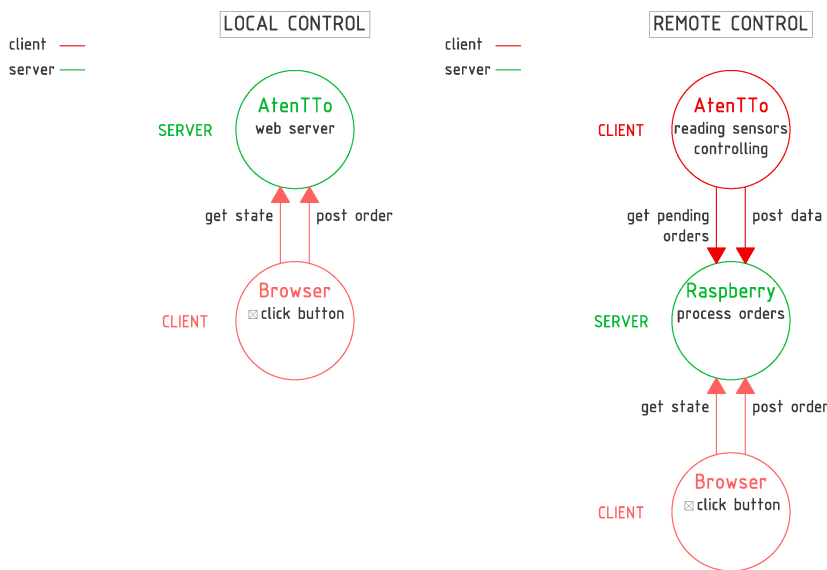 LOCAL CONTROL
client
server
AtenTTo
web server
SERVER
get state
post order
Browser
click button
CLIENT
REMOTE CONTROL
client
server
AtenTTo
reading sensors
controlling
CLIENT
get pending
orders
post data
Raspberry
process orders
SERVER
get state
post order
Browser
click button
CLIENT